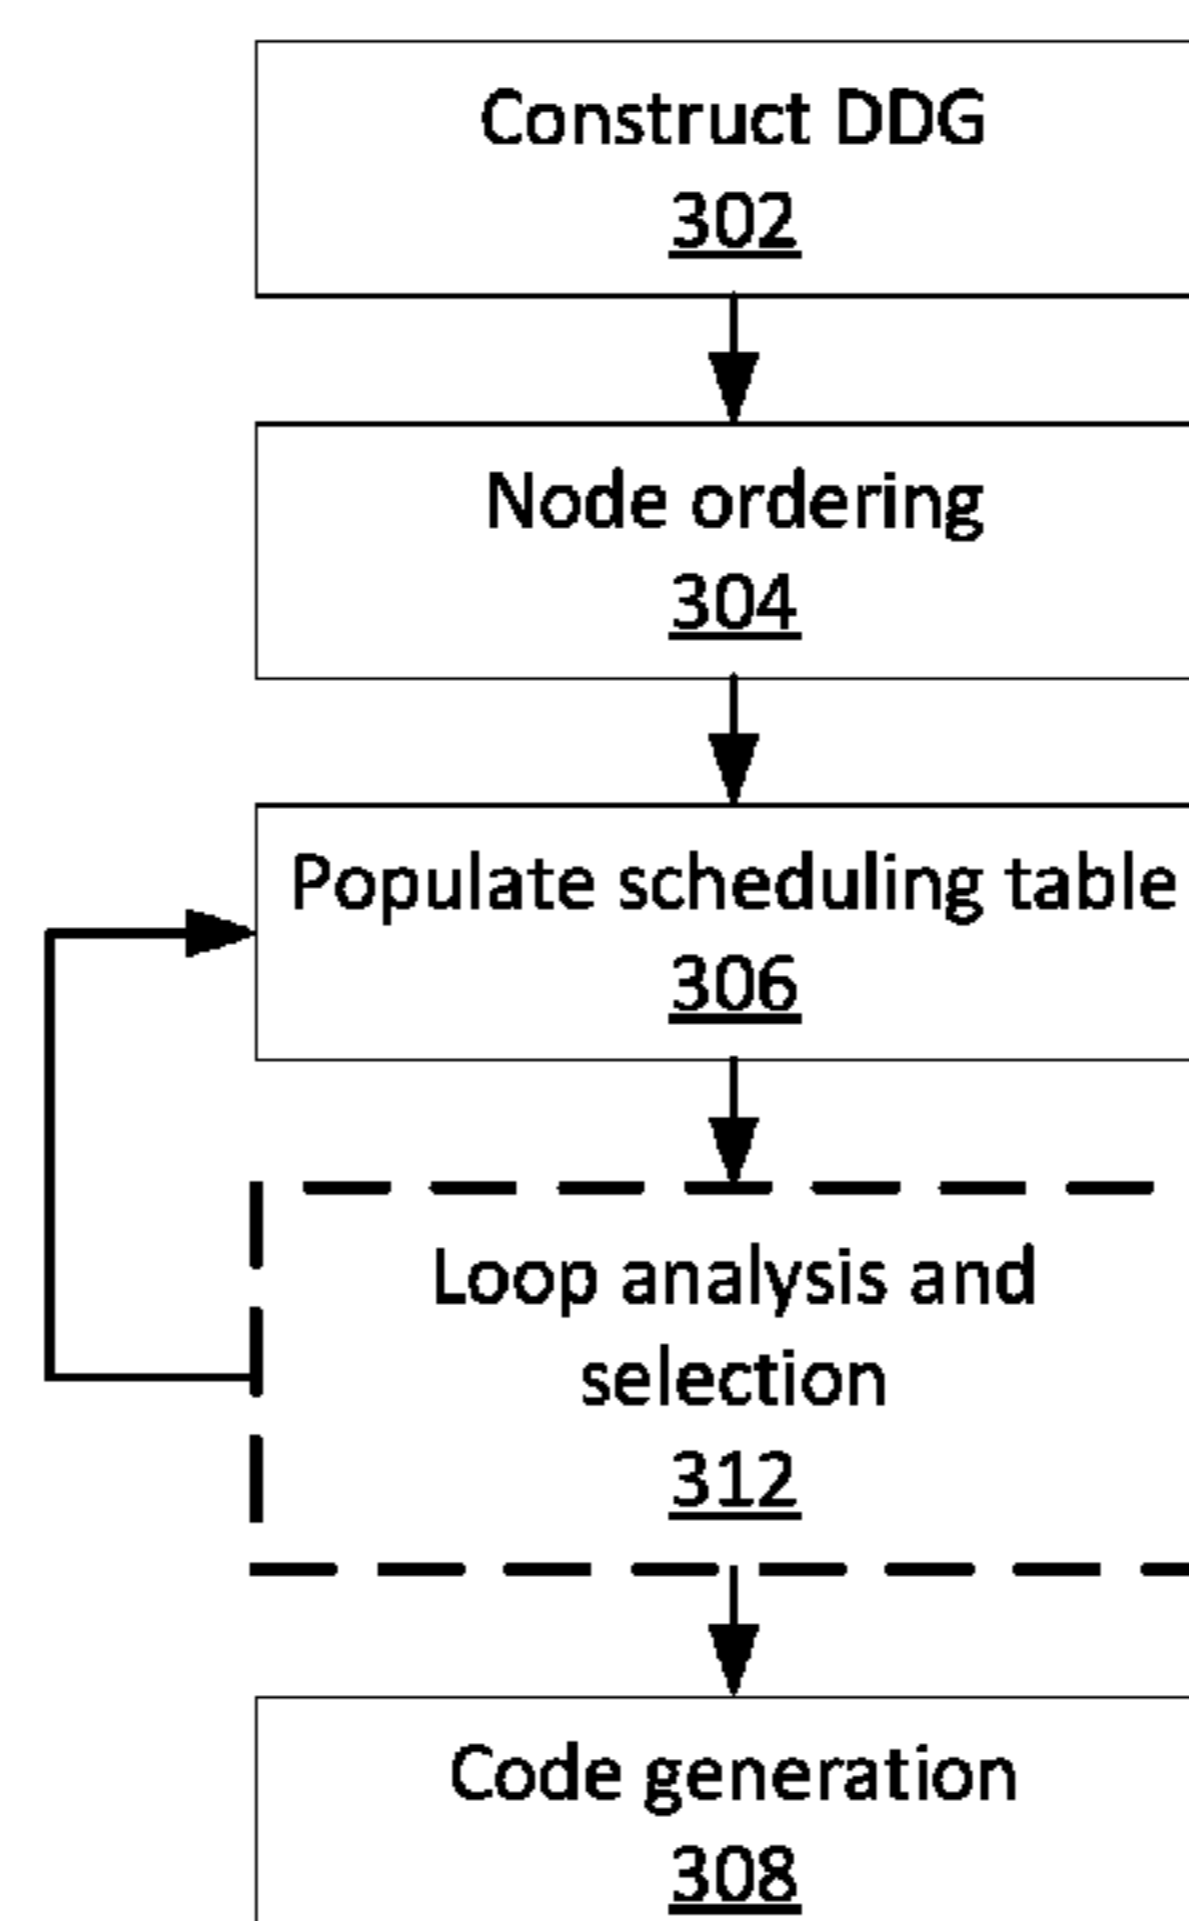 Construct DDG
302
Node ordering
304
Populate scheduling table
306
Loop analysis and
selection
312
Code generation
308